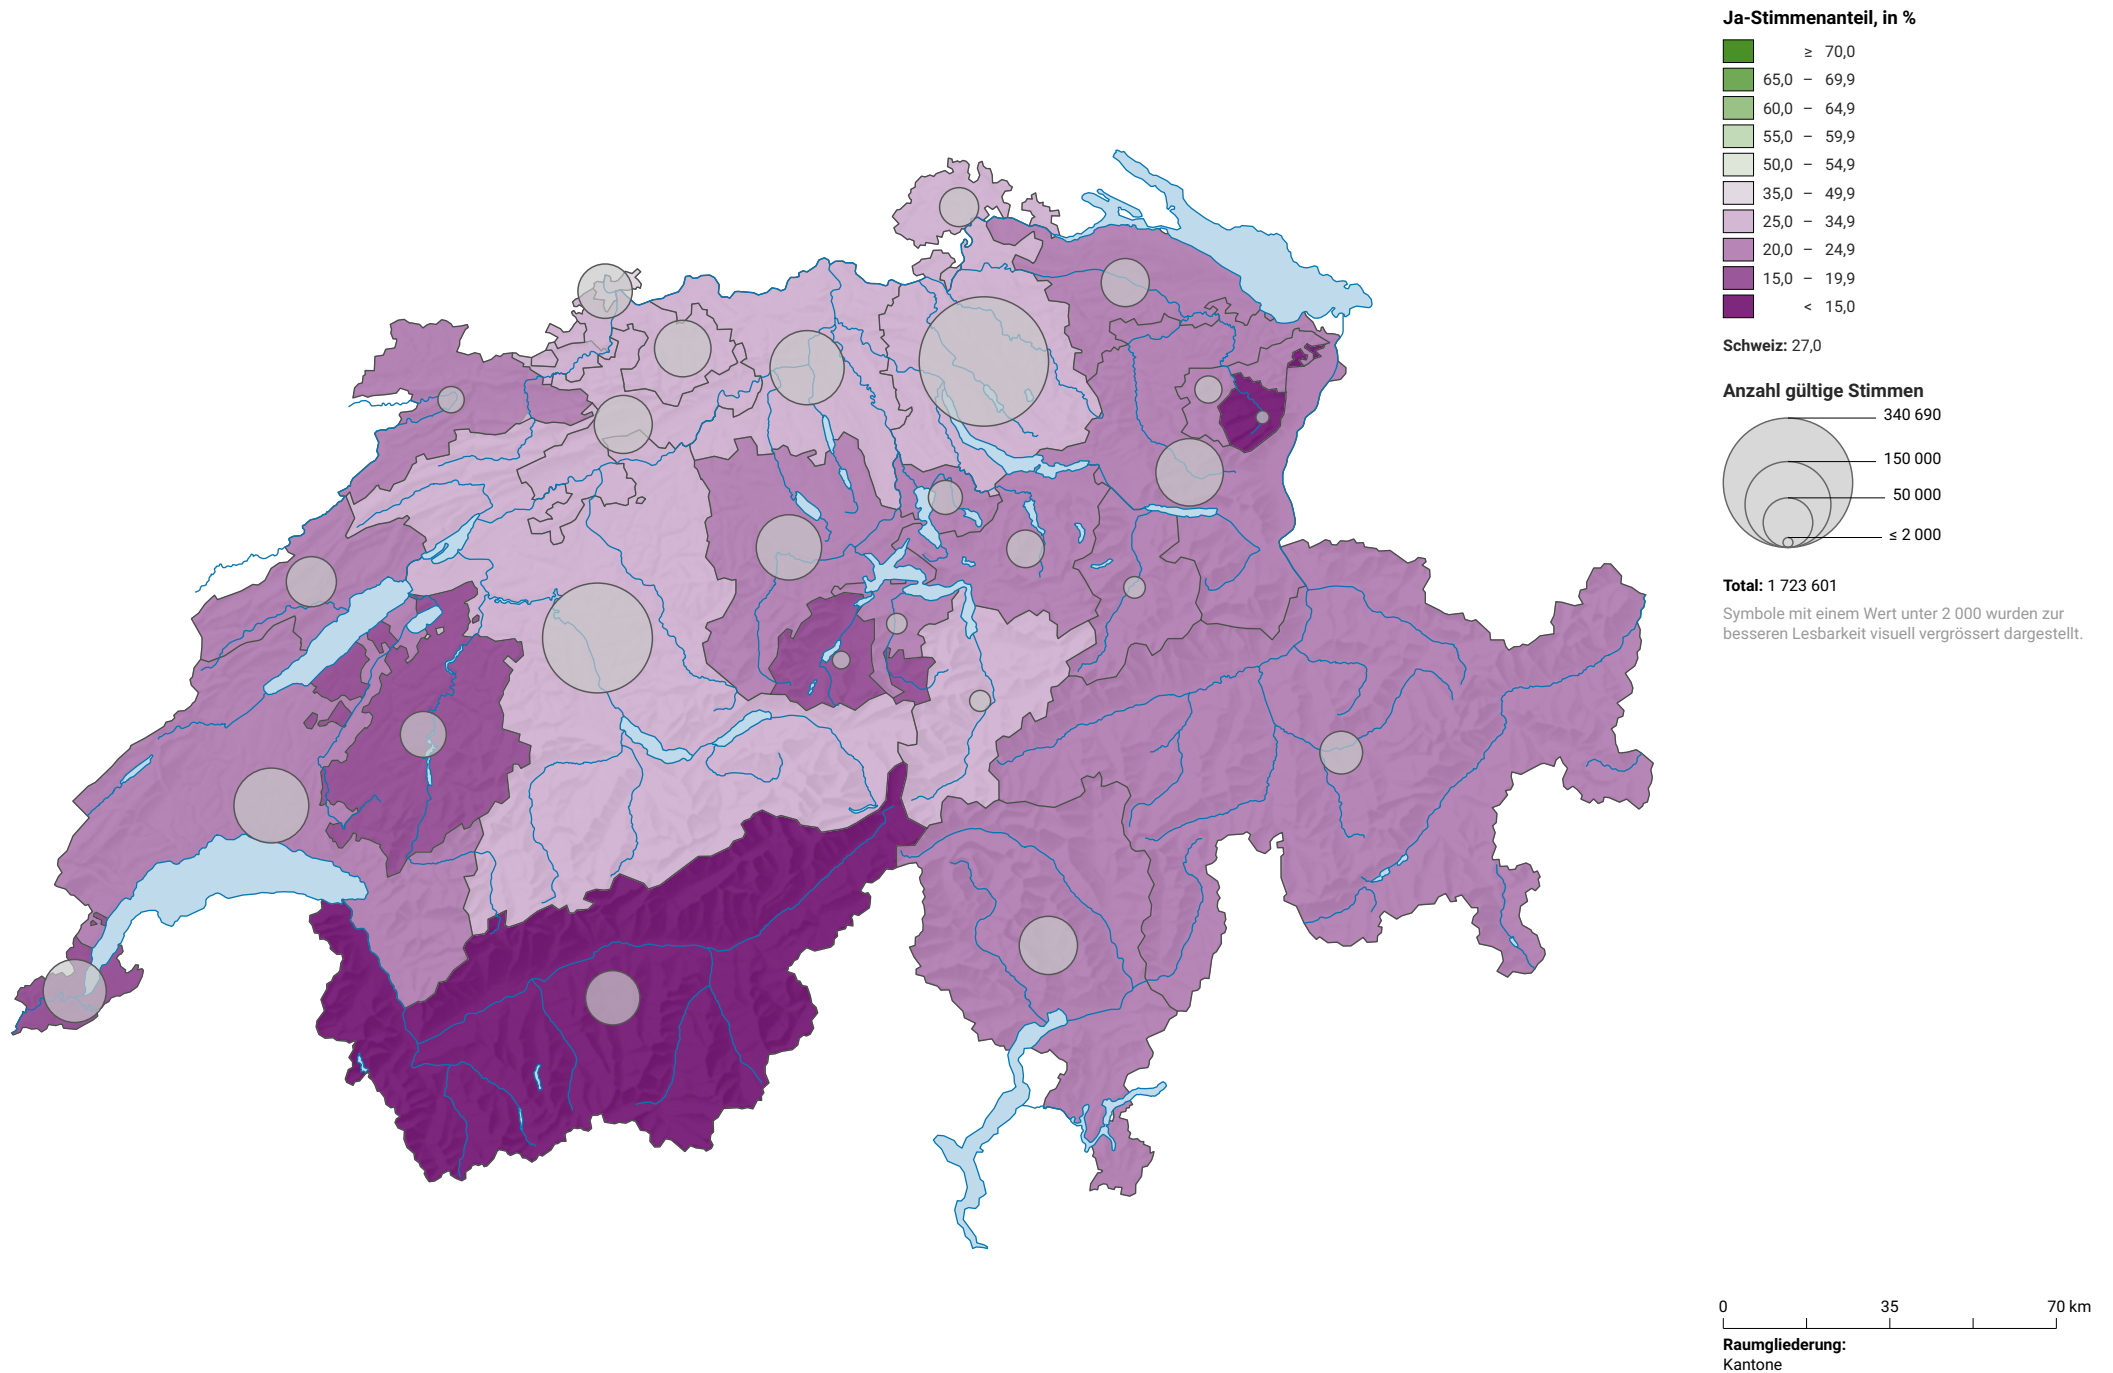 Ja-Stimmenanteil, in %
≥ 70,0
65,0 – 69,9
60,0 – 64,9
55,0 – 59,9
50,0 – 54,9
35,0 – 49,9
25,0 – 34,9
20,0 – 24,9
15,0 – 19,9
< 15,0
Schweiz: 27,0
Anzahl gültige Stimmen
340 690
150 000
50 000
≤ 2 000
Total: 1 723 601
Symbole mit einem Wert unter 2 000 wurden zur
besseren Lesbarkeit visuell vergrössert dargestellt.
0 35 70 km
Raumgliederung:
Kantone